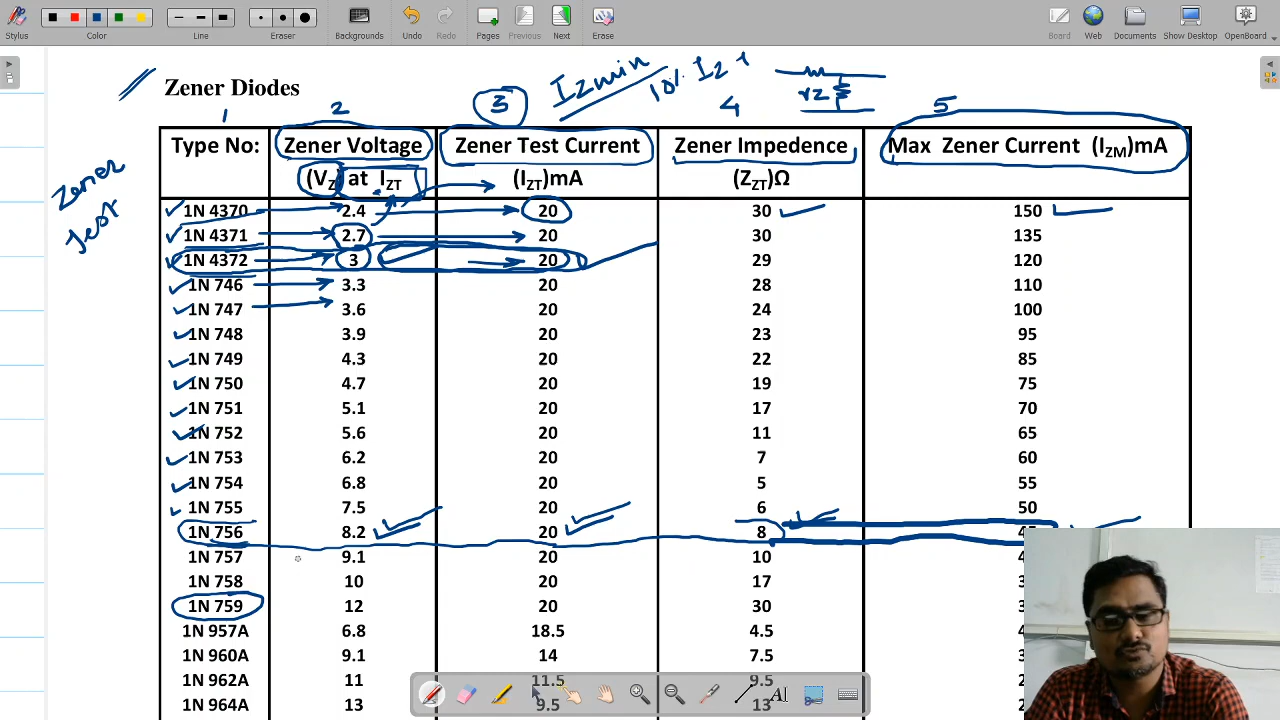 Stylus
Color
Line
Eraser
Backgrounds
Undo
Redo
Pages
Previous
Next
Erase
Board
Web
Documents
Show Desktop
OpenBoard
Zener Diodes
Izmin
10% Iz
rz
1 2 3 4 5
Type No: Zener Voltage Zener Test Current Zener Impedence Max Zener Current (IZM)mA
(VZ) at IZT (IZT)mA (ZZT)Ω
Zener
Test
1N 4370 2.4 20 30 150
1N 4371 2.7 20 30 135
1N 4372 3 20 29 120
1N 746 3.3 20 28 110
1N 747 3.6 20 24 100
1N 748 3.9 20 23 95
1N 749 4.3 20 22 85
1N 750 4.7 20 19 75
1N 751 5.1 20 17 70
1N 752 5.6 20 11 65
1N 753 6.2 20 7 60
1N 754 6.8 20 5 55
1N 755 7.5 20 6 50
1N 756 8.2 20 8
1N 757 9.1 20 10
1N 758 10 20 17
1N 759 12 20 30
1N 957A 6.8 18.5 4.5
1N 960A 9.1 14 7.5
1N 962A 11 11.5 9.5
1N 964A 13 9.5 13